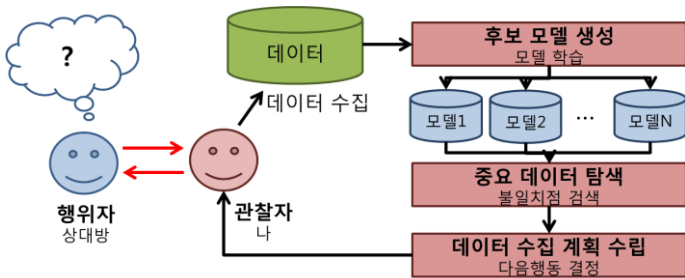 ?
데이터
데이터 수집
행위자
상대방
관찰자
나
후보 모델 생성
모델 학습
모델1
모델2
...
모델N
중요 데이터 탐색
불일치점 검색
데이터 수집 계획 수립
다음행동 결정